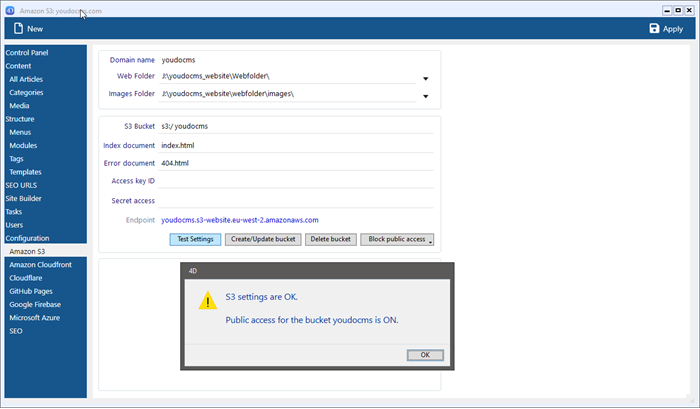 Amazon S3: youdocms.com
New
Apply
Control Panel
Content
All Articles
Categories
Media
Structure
Menus
Modules
Tags
Templates
SEO URLS
Site Builder
Tasks
Users
Configuration
Amazon S3
Amazon Cloudfront
Cloudflare
GitHub Pages
Google Firebase
Microsoft Azure
SEO
Domain name youdocms
Web Folder J:\youdocms_website\Webfolder\
Images Folder J:\youdocms_website\webfolder\images\
S3 Bucket s3:/ youdocms
Index document index.html
Error document 404.html
Access key ID
Secret access
Endpoint youdocms.s3-website.eu-west-2.amazonaws.com
Test Settings Create/Update bucket Delete bucket Block public access
4D
S3 settings are OK.
Public access for the bucket youdocms is ON.
OK